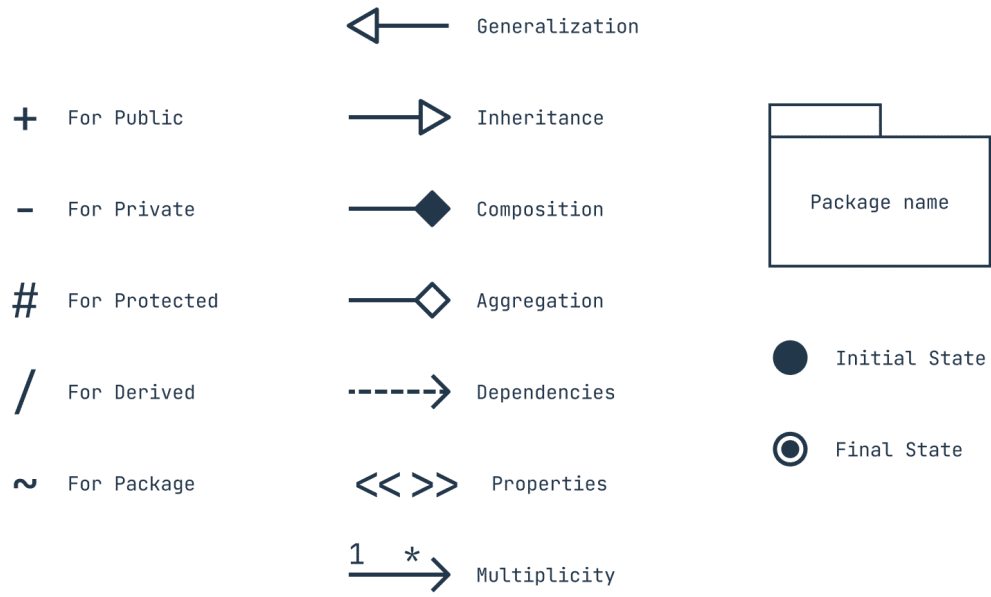 Generalization
+ For Public
Inheritance
- For Private
Composition
Package name
# For Protected
Aggregation
/ For Derived
Dependencies
Initial State
~ For Package
<< >> Properties
Final State
1 *
Multiplicity